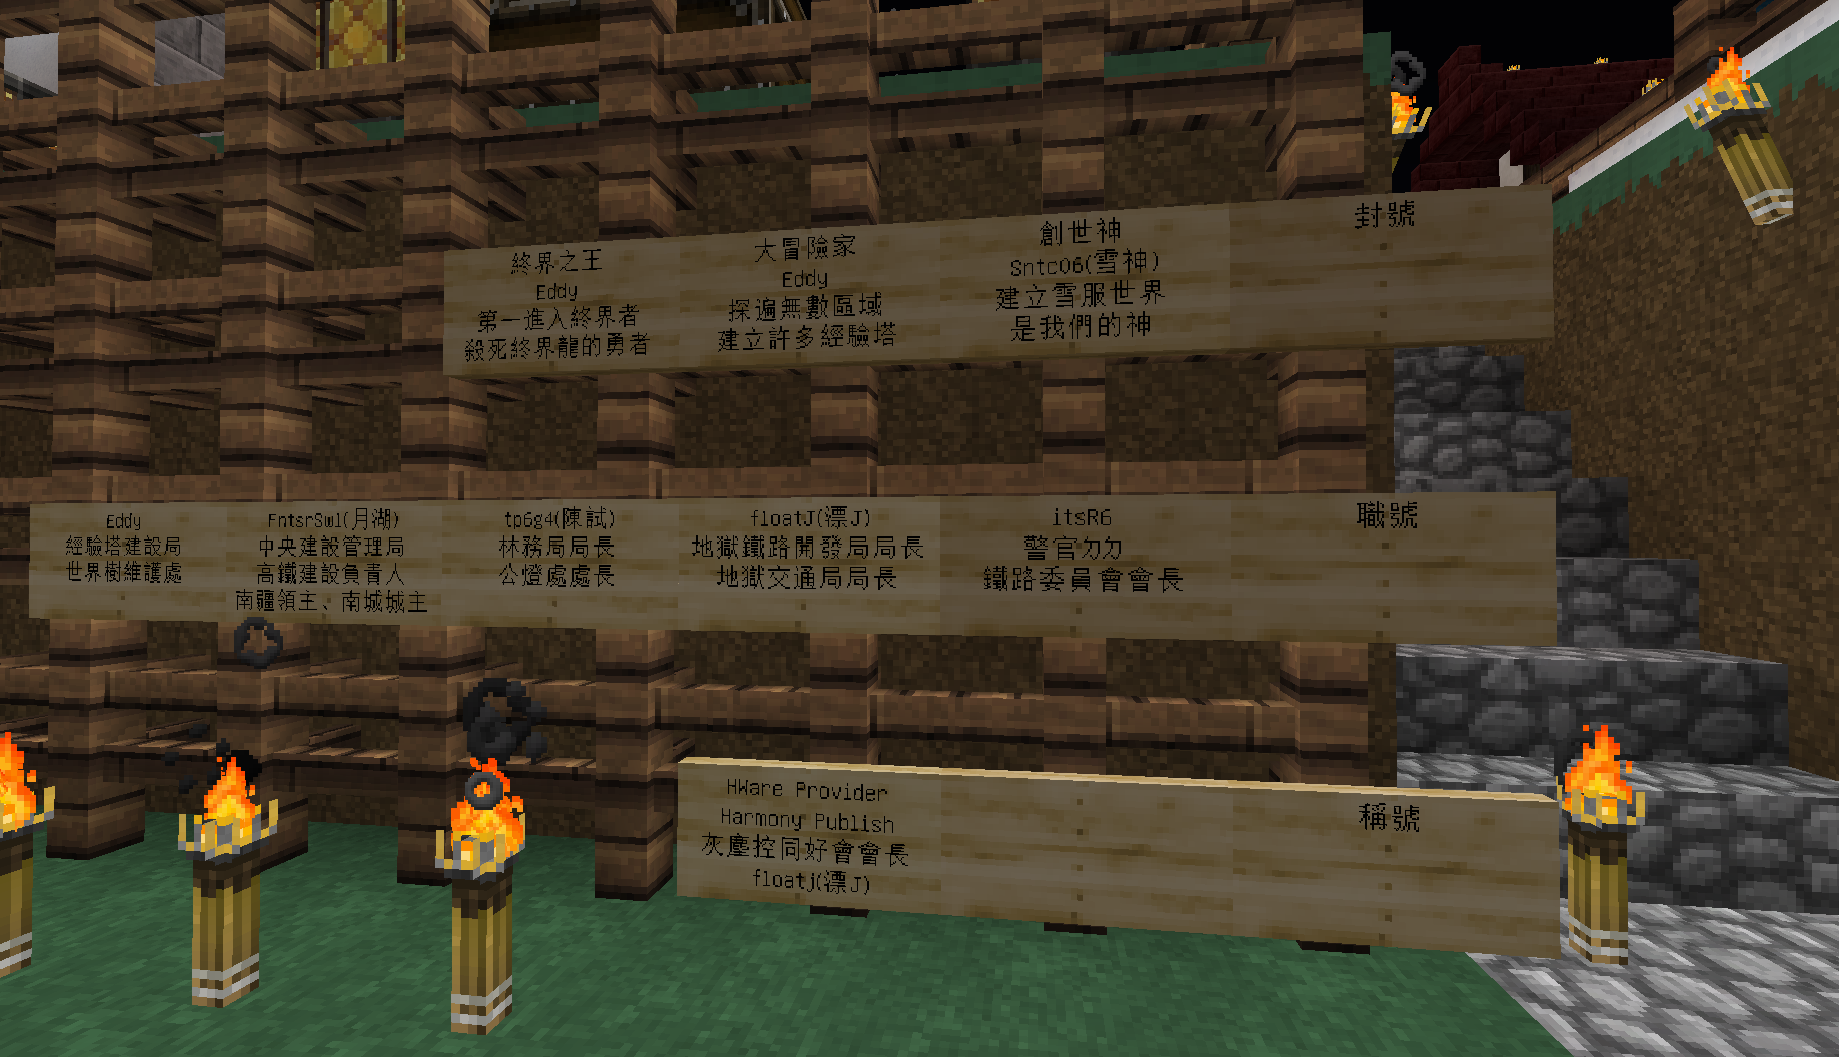 終界之王
Eddy
第一進入終界者
殺死終界龍的勇者
大冒險家
Eddy
探遍無數區域
建立許多經驗塔
創世神
Sntc06(雪神)
建立雪服世界
是我們的神
封號
Eddy
經驗塔建設局
世界樹維護處
FntsrSwl(月湖)
中央建設管理局
高鐵建設負責人
南疆領主、南城城主
tp6g4(陳試)
林務局局長
公燈處處長
floatJ(漂J)
地獄鐵路開發局局長
地獄交通局局長
itsR6
警官ㄉㄉ
鐵路委員會會長
職號
HWare Provider
Harmony Publish
灰塵控同好會會長
floatj(漂J)
稱號